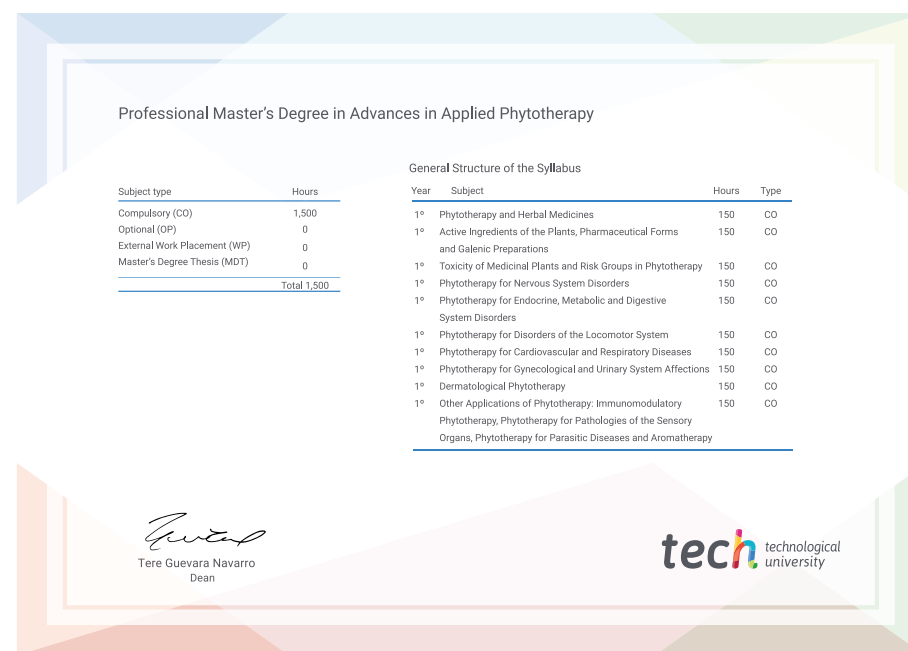 Professional Master's Degree in Advances in Applied Phytotherapy
Subject type Hours
Compulsory (CO) 1,500
Optional (OP) 0
External Work Placement (WP) 0
Master's Degree Thesis (MDT) 0
Total 1,500
General Structure of the Syllabus
Year Subject Hours Type
1º Phytotherapy and Herbal Medicines 150 CO
1º Active Ingredients of the Plants, Pharmaceutical Forms 150 CO
and Galenic Preparations
1º Toxicity of Medicinal Plants and Risk Groups in Phytotherapy 150 CO
1º Phytotherapy for Nervous System Disorders 150 CO
1º Phytotherapy for Endocrine, Metabolic and Digestive 150 CO
System Disorders
1º Phytotherapy for Disorders of the Locomotor System 150 CO
1º Phytotherapy for Cardiovascular and Respiratory Diseases 150 CO
1º Phytotherapy for Gynecological and Urinary System Affections 150 CO
1º Dermatological Phytotherapy 150 CO
1º Other Applications of Phytotherapy: Immunomodulatory 150 CO
Phytotherapy, Phytotherapy for Pathologies of the Sensory
Organs, Phytotherapy for Parasitic Diseases and Aromatherapy
Tere Guevara Navarro
Dean
tech technological
university